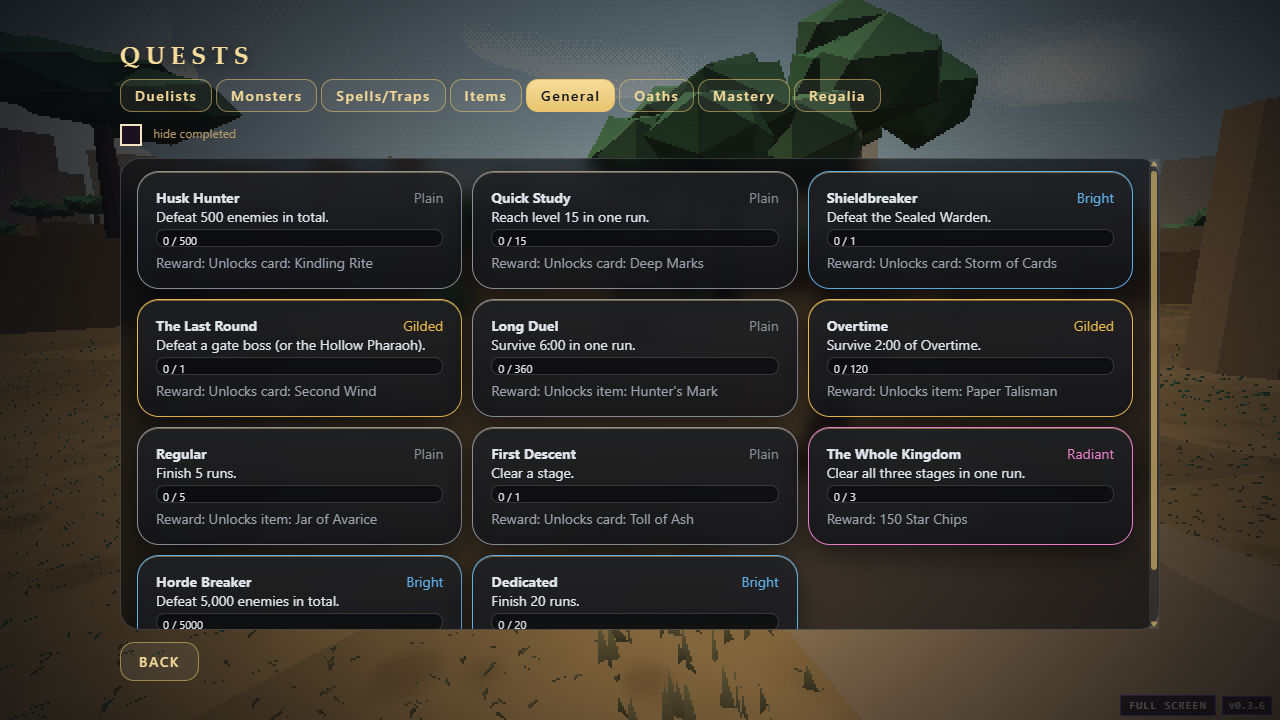 QUESTS
Duelists Monsters Spells/Traps Items General Oaths Mastery Regalia
hide completed
Husk Hunter Plain
Defeat 500 enemies in total.
0 / 500
Reward: Unlocks card: Kindling Rite
Quick Study Plain
Reach level 15 in one run.
0 / 15
Reward: Unlocks card: Deep Marks
Shieldbreaker Bright
Defeat the Sealed Warden.
0 / 1
Reward: Unlocks card: Storm of Cards
The Last Round Gilded
Defeat a gate boss (or the Hollow Pharaoh).
0 / 1
Reward: Unlocks card: Second Wind
Long Duel Plain
Survive 6:00 in one run.
0 / 360
Reward: Unlocks item: Hunter's Mark
Overtime Gilded
Survive 2:00 of Overtime.
0 / 120
Reward: Unlocks item: Paper Talisman
Regular Plain
Finish 5 runs.
0 / 5
Reward: Unlocks item: Jar of Avarice
First Descent Plain
Clear a stage.
0 / 1
Reward: Unlocks card: Toll of Ash
The Whole Kingdom Radiant
Clear all three stages in one run.
0 / 3
Reward: 150 Star Chips
Horde Breaker Bright
Defeat 5,000 enemies in total.
0 / 5000
Dedicated Bright
Finish 20 runs.
0 / 20
BACK
FULL SCREEN v0.3.6